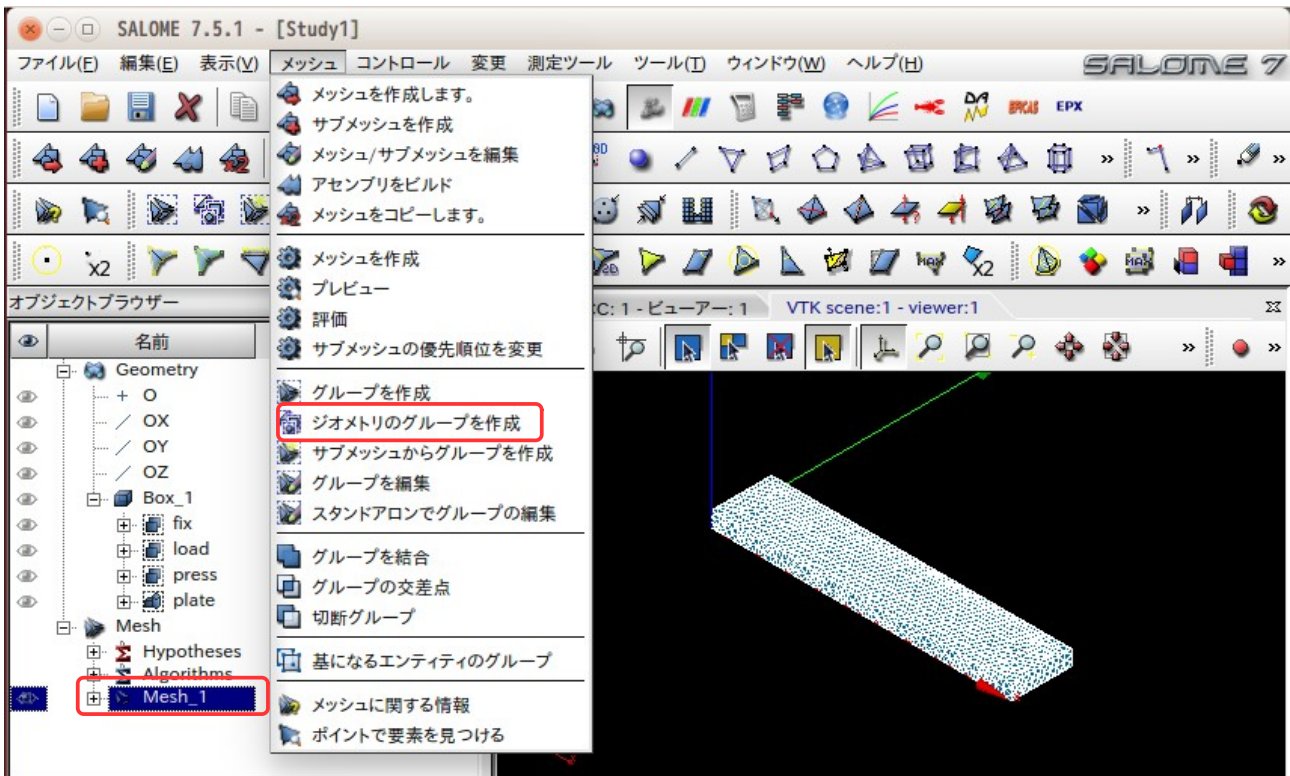 SALOME 7.5.1 - [Study1]
ファイル(F) 編集(E) 表示(V) メッシュ コントロール 変更 測定ツール ツール(T) ウィンドウ(W) ヘルプ(H) SALOME 7
メッシュを作成します。
サブメッシュを作成
メッシュ/サブメッシュを編集
アセンブリをビルド
メッシュをコピーします。
メッシュを作成
プレビュー
評価
サブメッシュの優先順位を変更
グループを作成
ジオメトリのグループを作成
サブメッシュからグループを作成
グループを編集
スタンドアロンでグループの編集
グループを結合
グループの交差点
切断グループ
基になるエンティティのグループ
メッシュに関する情報
ポイントで要素を見つける
EPX
x2
x2
オブジェクトブラウザー
CC: 1 - ビューアー: 1 VTK scene:1 - viewer:1
名前
Geometry
O
OX
OY
OZ
Box_1
fix
load
press
plate
Mesh
Hypotheses
Algorithms
Mesh_1